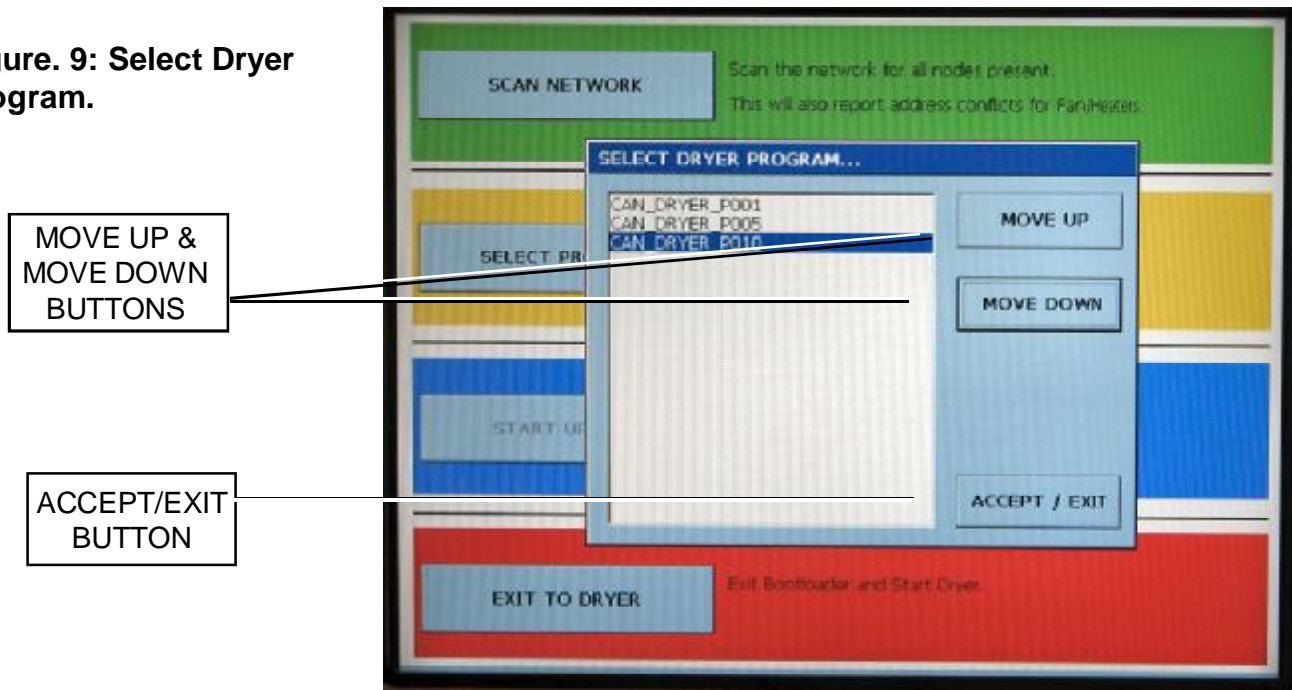 gure. 9: Select Dryer
ogram.
MOVE UP &
MOVE DOWN
BUTTONS
ACCEPT/EXIT
BUTTON
SCAN NETWORK
Scan the network for all nodes present.
This will also report address conflicts for Fan/Heaters.
SELECT DRYER PROGRAM...
CAN_DRYER_P001
CAN_DRYER_P005
CAN_DRYER_P010
MOVE UP
MOVE DOWN
ACCEPT / EXIT
SELECT PRO
START UP
EXIT TO DRYER
Exit Bootloader and Start Dryer.